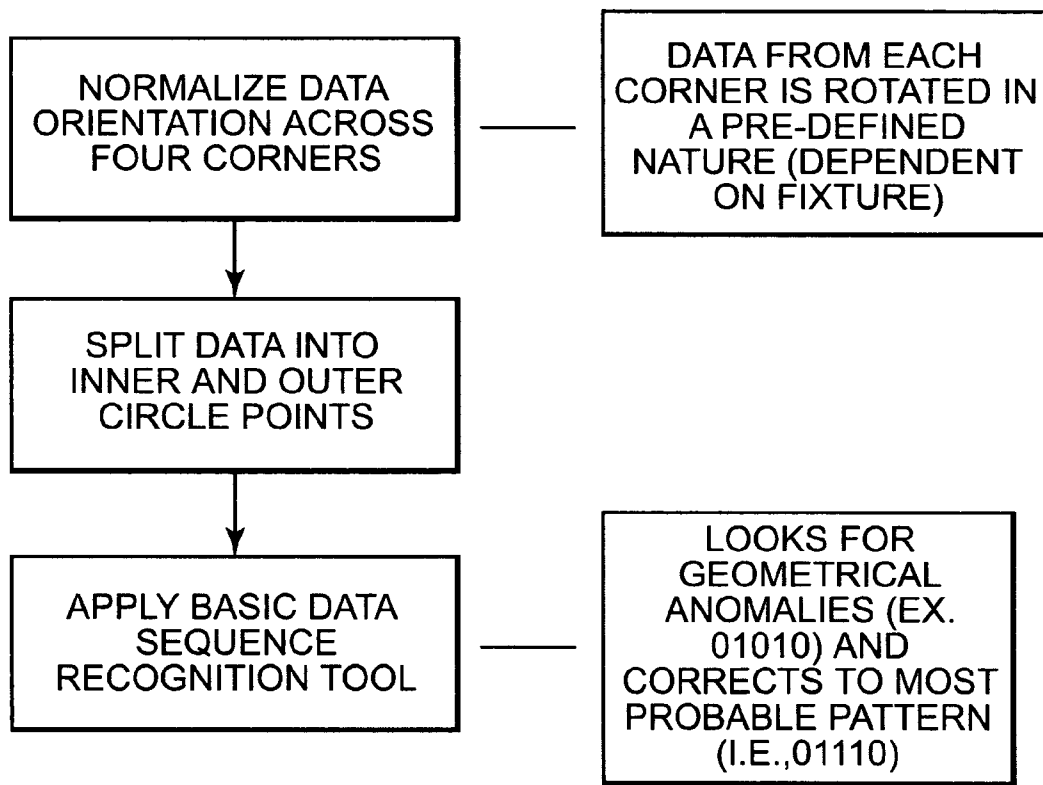 NORMALIZE DATA
ORIENTATION ACROSS
FOUR CORNERS
DATA FROM EACH
CORNER IS ROTATED IN
A PRE-DEFINED
NATURE (DEPENDENT
ON FIXTURE)
SPLIT DATA INTO
INNER AND OUTER
CIRCLE POINTS
APPLY BASIC DATA
SEQUENCE
RECOGNITION TOOL
LOOKS FOR
GEOMETRICAL
ANOMALIES (EX.
01010) AND
CORRECTS TO MOST
PROBABLE PATTERN
(I.E.,01110)